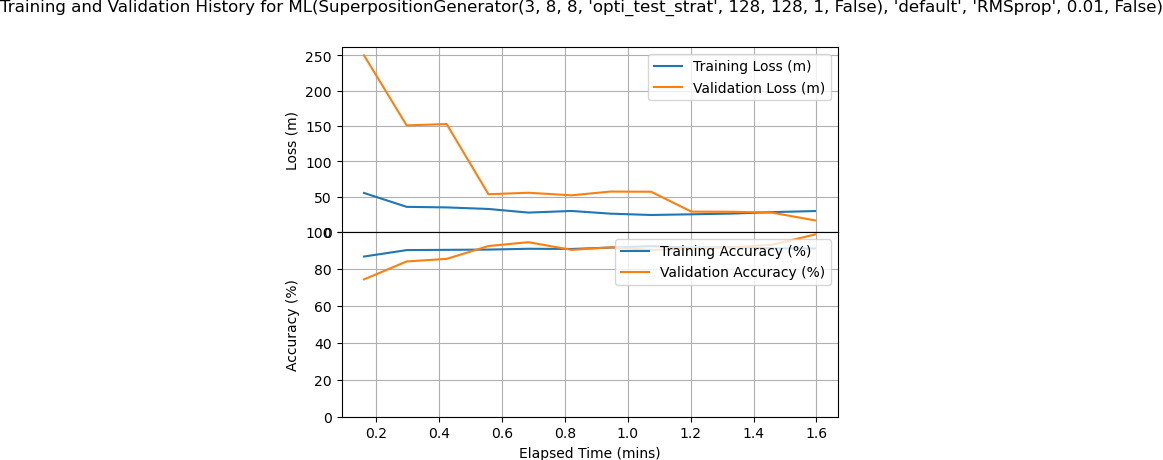 Training and Validation History for ML(SuperpositionGenerator(3, 8, 8, 'opti_test_strat', 128, 128, 1, False), 'default', 'RMSprop', 0.01, False)
250
200
150
100
50
0
Loss (m)
Training Loss (m)
Validation Loss (m)
100
80
60
40
20
0
Accuracy (%)
Training Accuracy (%)
Validation Accuracy (%)
0.2 0.4 0.6 0.8 1.0 1.2 1.4 1.6
Elapsed Time (mins)